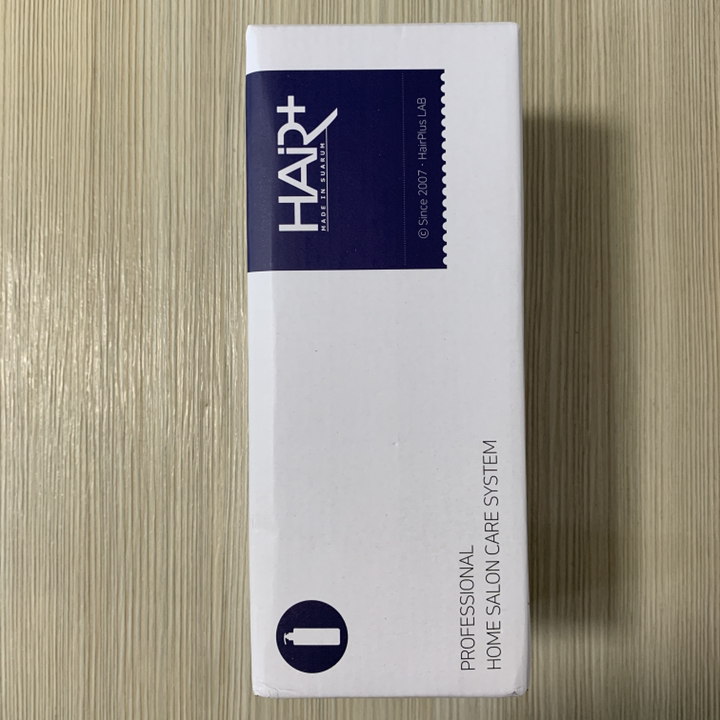 HAIR+
MADE IN SUARUM
© Since 2007 · HairPlus LAB
PROFESSIONAL
HOME SALON CARE SYSTEM